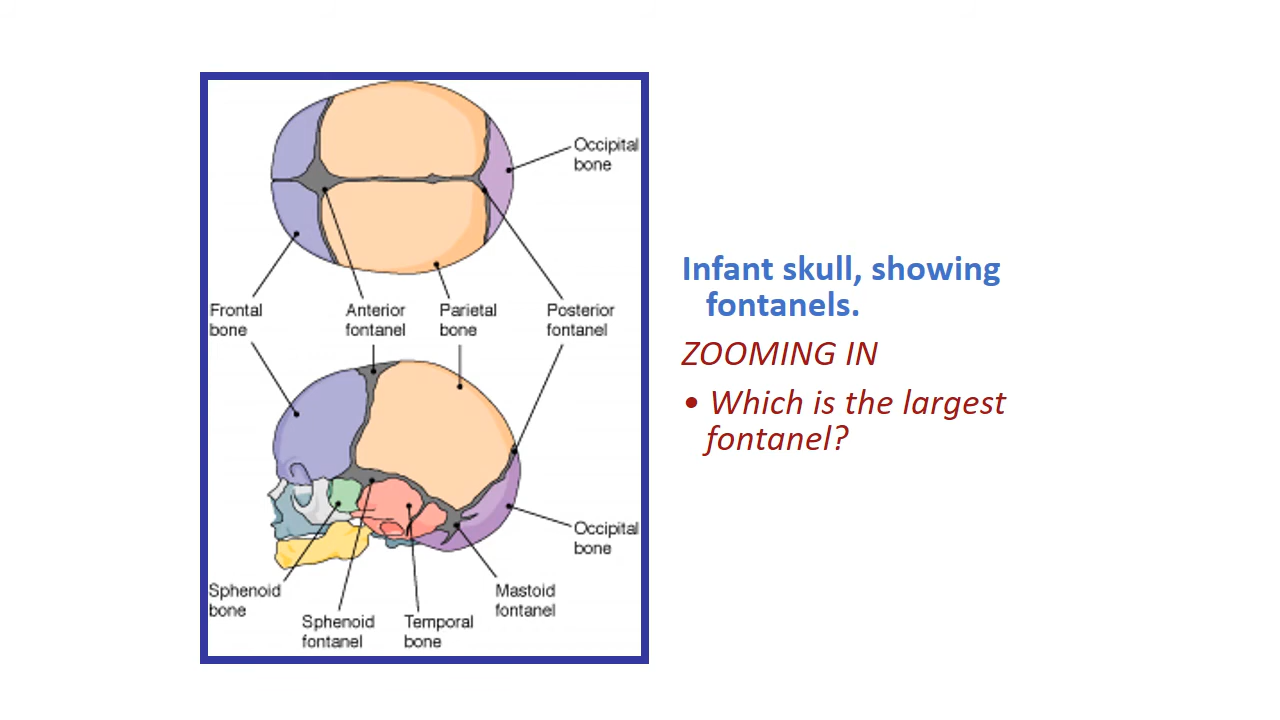 Occipital
bone
Frontal
bone
Anterior
fontanel
Parietal
bone
Posterior
fontanel
Occipital
bone
Sphenoid
bone
Sphenoid
fontanel
Temporal
bone
Mastoid
fontanel
Infant skull, showing
fontanels.
ZOOMING IN
• Which is the largest
fontanel?